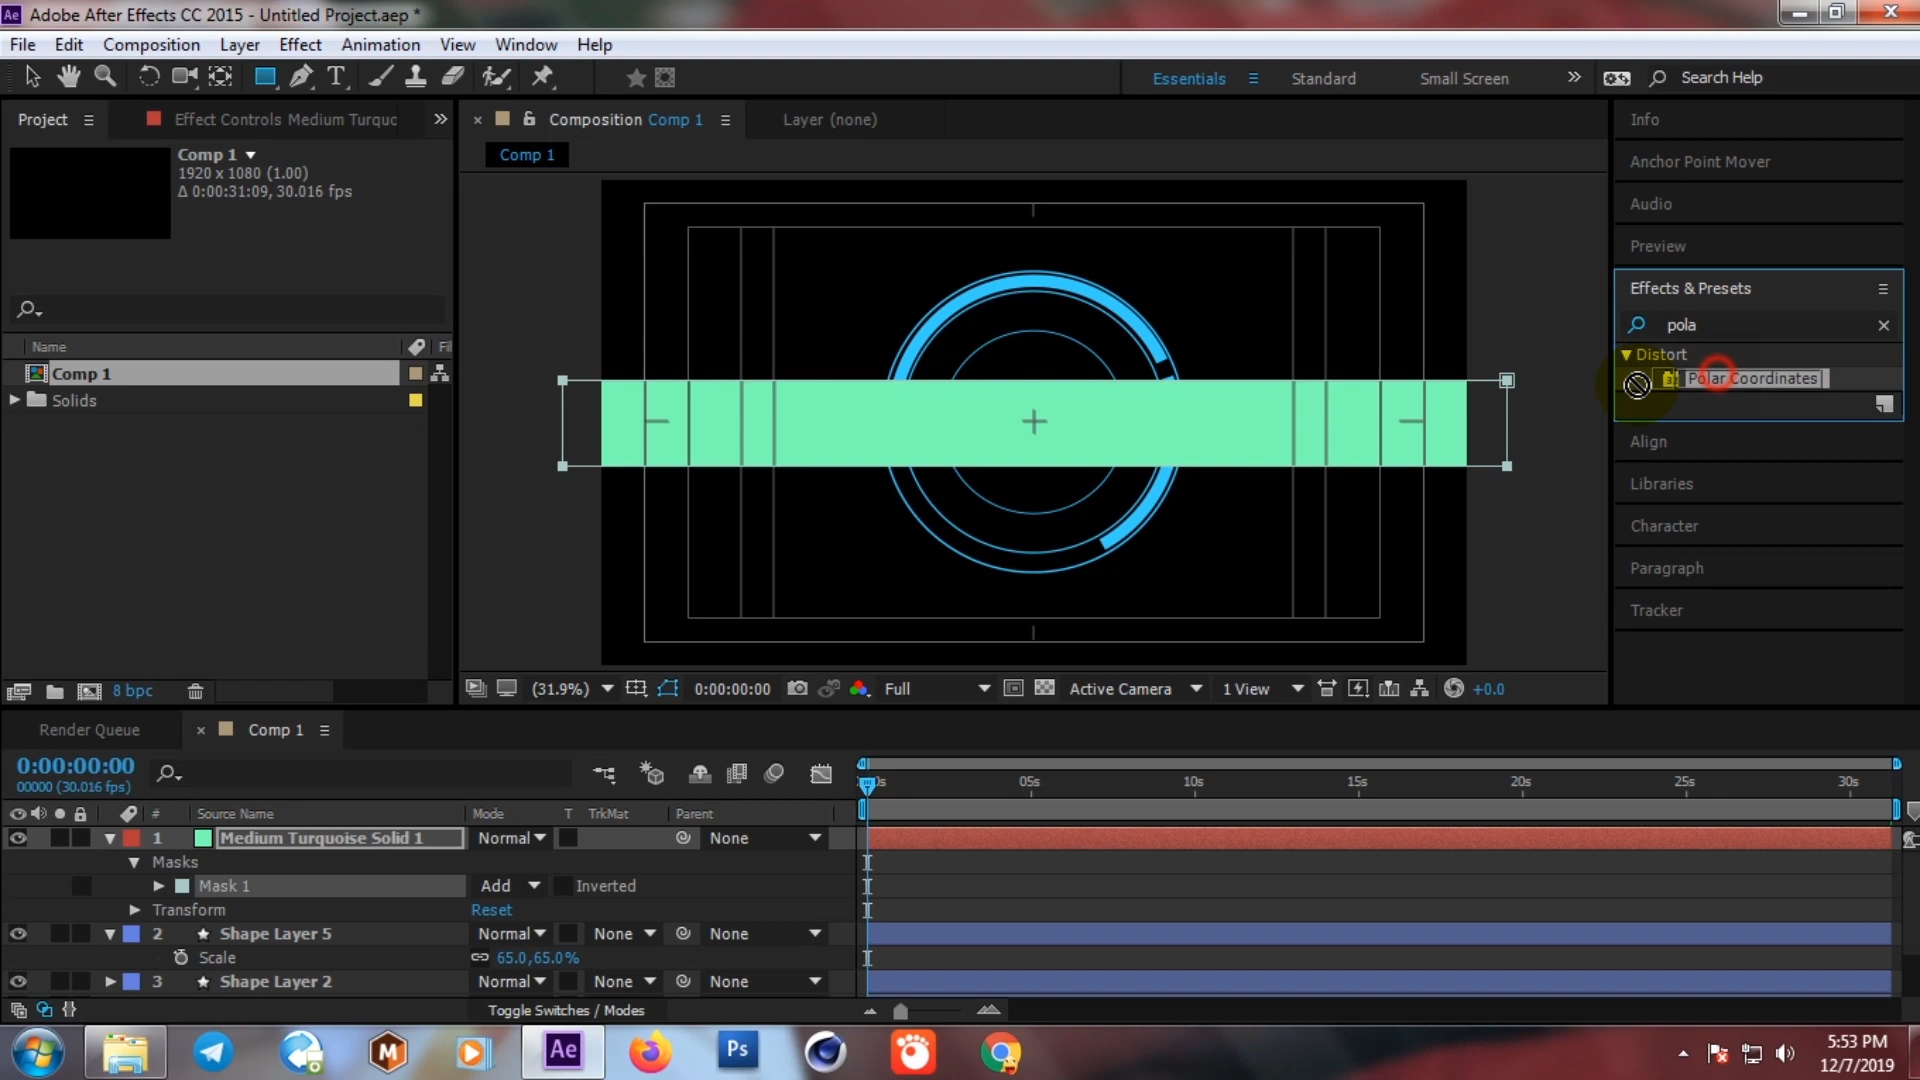 Adobe After Effects CC 2015 - Untitled Project.aep *
File Edit Composition Layer Effect Animation View Window Help
Essentials Standard Small Screen Search Help
Project Effect Controls Medium Turquo
Composition Comp 1 Layer (none)
Comp 1
Comp 1
1920 x 1080 (1.00)
Δ 0:00:31:09, 30.016 fps
Name Fi
Comp 1
Solids
8 bpc
(31.9%) 0:00:00:00 Full Active Camera 1 View +0.0
Info
Anchor Point Mover
Audio
Preview
Effects & Presets
pola
Distort
Polar Coordinates
Align
Libraries
Character
Paragraph
Tracker
Render Queue Comp 1
0:00:00:00
00000 (30.016 fps)
05s 10s 15s 20s 25s 30s
# Source Name Mode T TrkMat Parent
1 Medium Turquoise Solid 1 Normal None
Masks
Mask 1 Add Inverted
Transform Reset
2 Shape Layer 5 Normal None None
Scale 65.0,65.0%
3 Shape Layer 2 Normal None None
Toggle Switches / Modes
Ae
Ps
5:53 PM
12/7/2019